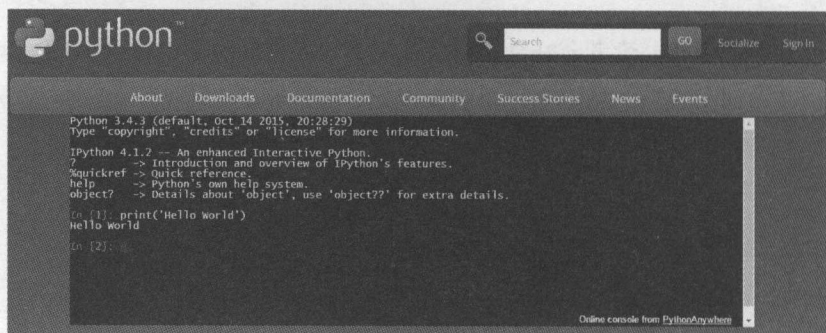 python™
Search GO Socialize Sign In
About Downloads Documentation Community Success Stories News Events
Python 3.4.3 (default, Oct 14 2015, 20:28:29)
Type "copyright", "credits" or "license" for more information.
IPython 4.1.2 -- An enhanced Interactive Python.
? -> Introduction and overview of IPython's features.
%quickref -> Quick reference.
help -> Python's own help system.
object? -> Details about 'object', use 'object??' for extra details.
In [1]: print('Hello World')
Hello World
In [2]:
Online console from PythonAnywhere